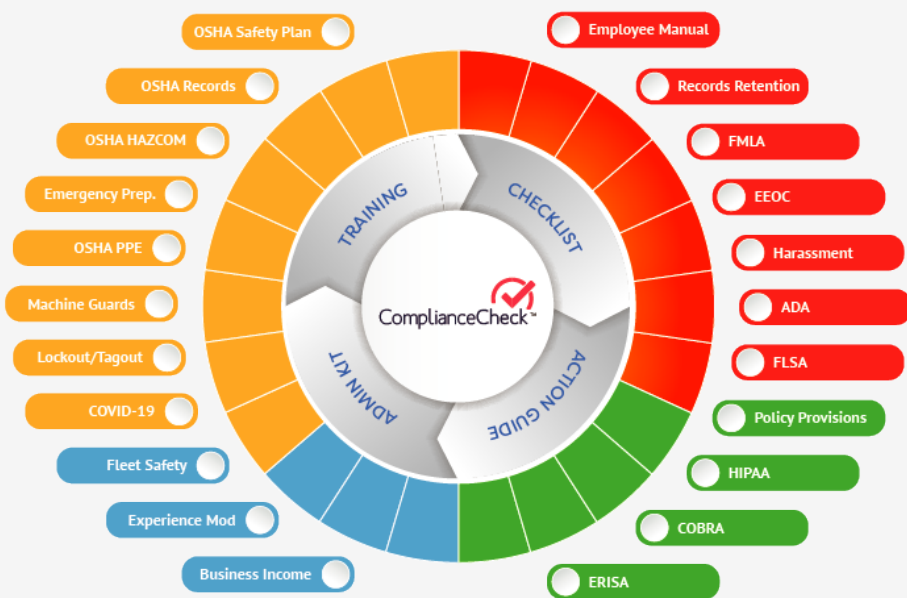 OSHA Safety Plan
OSHA Records
OSHA HAZCOM
Emergency Prep.
OSHA PPE
Machine Guards
Lockout/Tagout
COVID-19
Fleet Safety
Experience Mod
Business Income
Employee Manual
Records Retention
FMLA
EEOC
Harassment
ADA
FLSA
Policy Provisions
HIPAA
COBRA
ERISA
TRAINING
CHECKLIST
ACTION GUIDE
ADMIN KIT
ComplianceCheck™